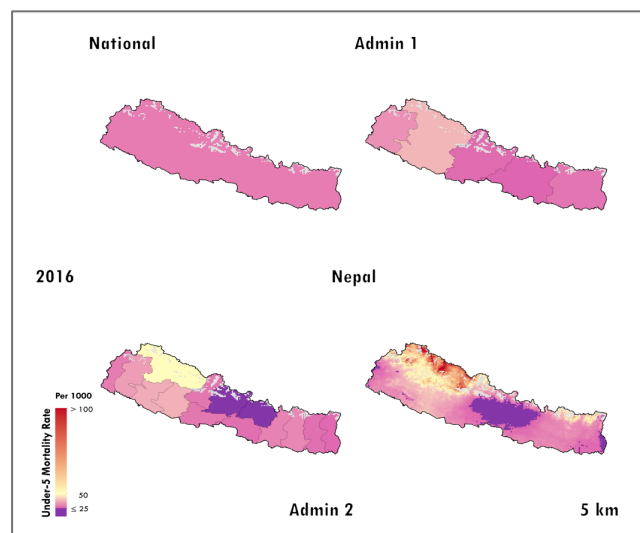 National
Admin 1
2016
Nepal
Per 1000
> 100
50
≤ 25
Under-5 Mortality Rate
Admin 2
5 km